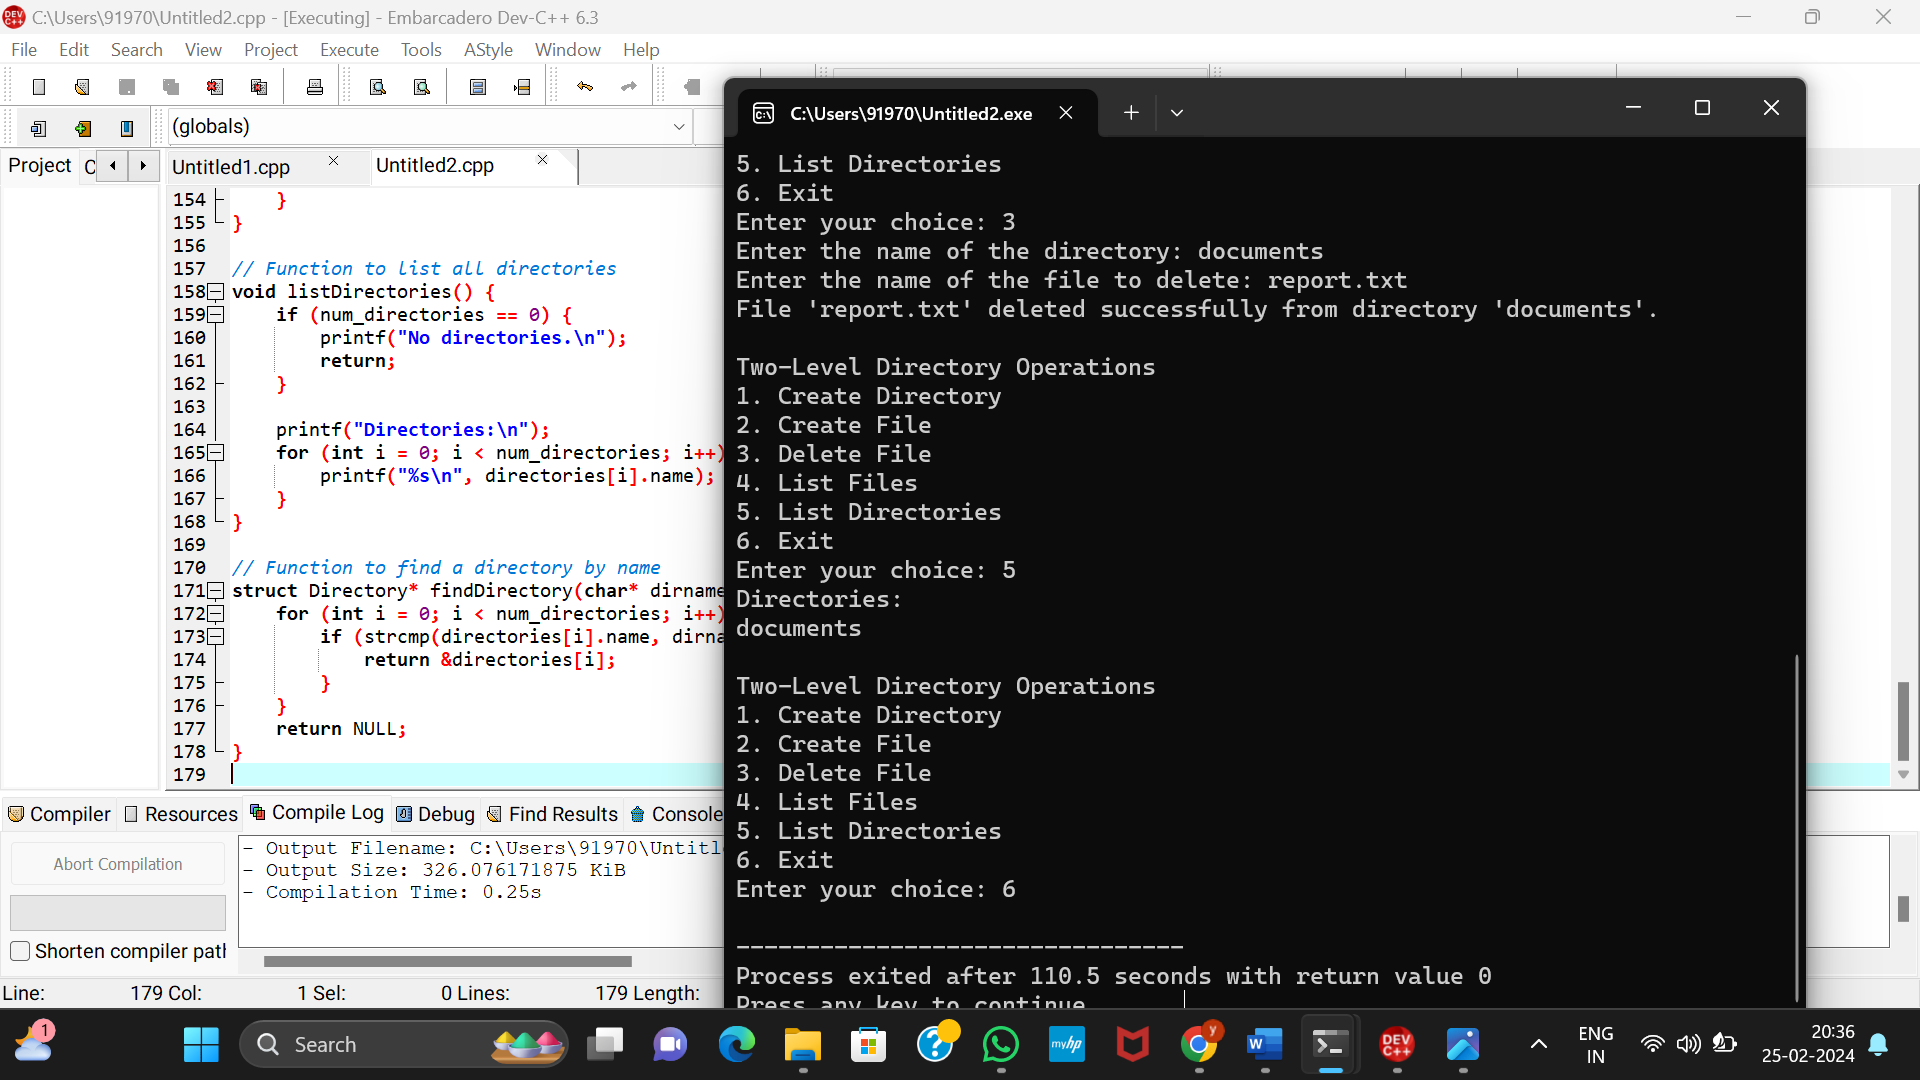 C:\Users\91970\Untitled2.cpp - [Executing] - Embarcadero Dev-C++ 6.3
File Edit Search View Project Execute Tools AStyle Window Help
(globals)
Project
Untitled1.cpp
Untitled2.cpp
154 }
155 }
156
157 // Function to list all directories
158 void listDirectories() {
159 if (num_directories == 0) {
160 printf("No directories.\n");
161 return;
162 }
163
164 printf("Directories:\n");
165 for (int i = 0; i < num_directories; i++)
166 printf("%s\n", directories[i].name);
167 }
168 }
169
170 // Function to find a directory by name
171 struct Directory* findDirectory(char* dirname
172 for (int i = 0; i < num_directories; i++)
173 if (strcmp(directories[i].name, dirna
174 return &directories[i];
175 }
176 }
177 return NULL;
178 }
179
C:\Users\91970\Untitled2.exe
5. List Directories
6. Exit
Enter your choice: 3
Enter the name of the directory: documents
Enter the name of the file to delete: report.txt
File 'report.txt' deleted successfully from directory 'documents'.
Two-Level Directory Operations
1. Create Directory
2. Create File
3. Delete File
4. List Files
5. List Directories
6. Exit
Enter your choice: 5
Directories:
documents
Two-Level Directory Operations
1. Create Directory
2. Create File
3. Delete File
4. List Files
5. List Directories
6. Exit
Enter your choice: 6
--------------------------------
Process exited after 110.5 seconds with return value 0
Press any key to continue
Compiler Resources Compile Log Debug Find Results Console
Abort Compilation
Shorten compiler path
- Output Filename: C:\Users\91970\Untitl
- Output Size: 326.076171875 KiB
- Compilation Time: 0.25s
Line: 179 Col: 1 Sel: 0 Lines: 179 Length:
1
Search
myhp
Y
W
DEV C++
ENG
IN
20:36
25-02-2024